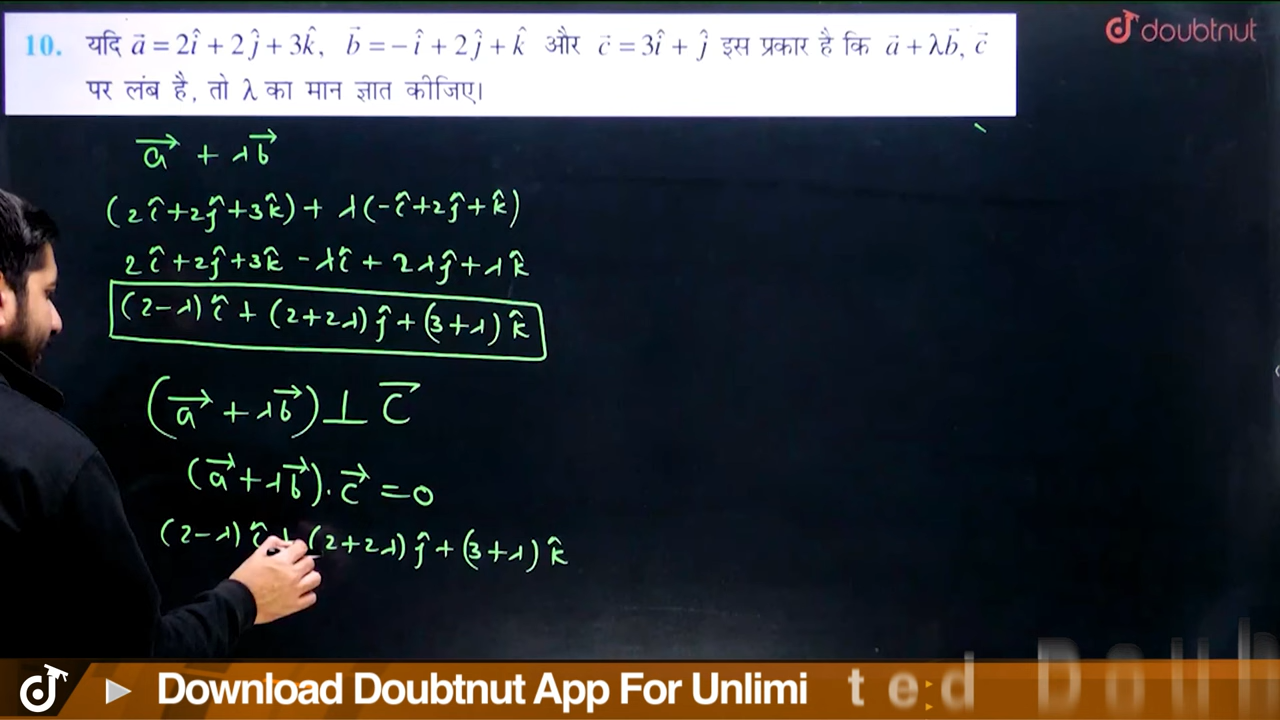 10. यदि a⃗ = 2î + 2ĵ + 3k̂, b⃗ = −î + 2ĵ + k̂ और c⃗ = 3î + ĵ इस प्रकार है कि a⃗ + λb⃗, c⃗
पर लंब है, तो λ का मान ज्ञात कीजिए।
doubtnut
a⃗ + λb⃗
(2î+2ĵ+3k̂) + λ(-î+2ĵ+k̂)
2î+2ĵ+3k̂ - λî + 2λĵ + λk̂
(2-λ)î + (2+2λ)ĵ + (3+λ)k̂
(a⃗ + λb⃗) ⊥ c⃗
(a⃗ + λb⃗).c⃗ = 0
(2-λ)î + (2+2λ)ĵ + (3+λ)k̂
Download Doubtnut App For Unlimi t e d D o u